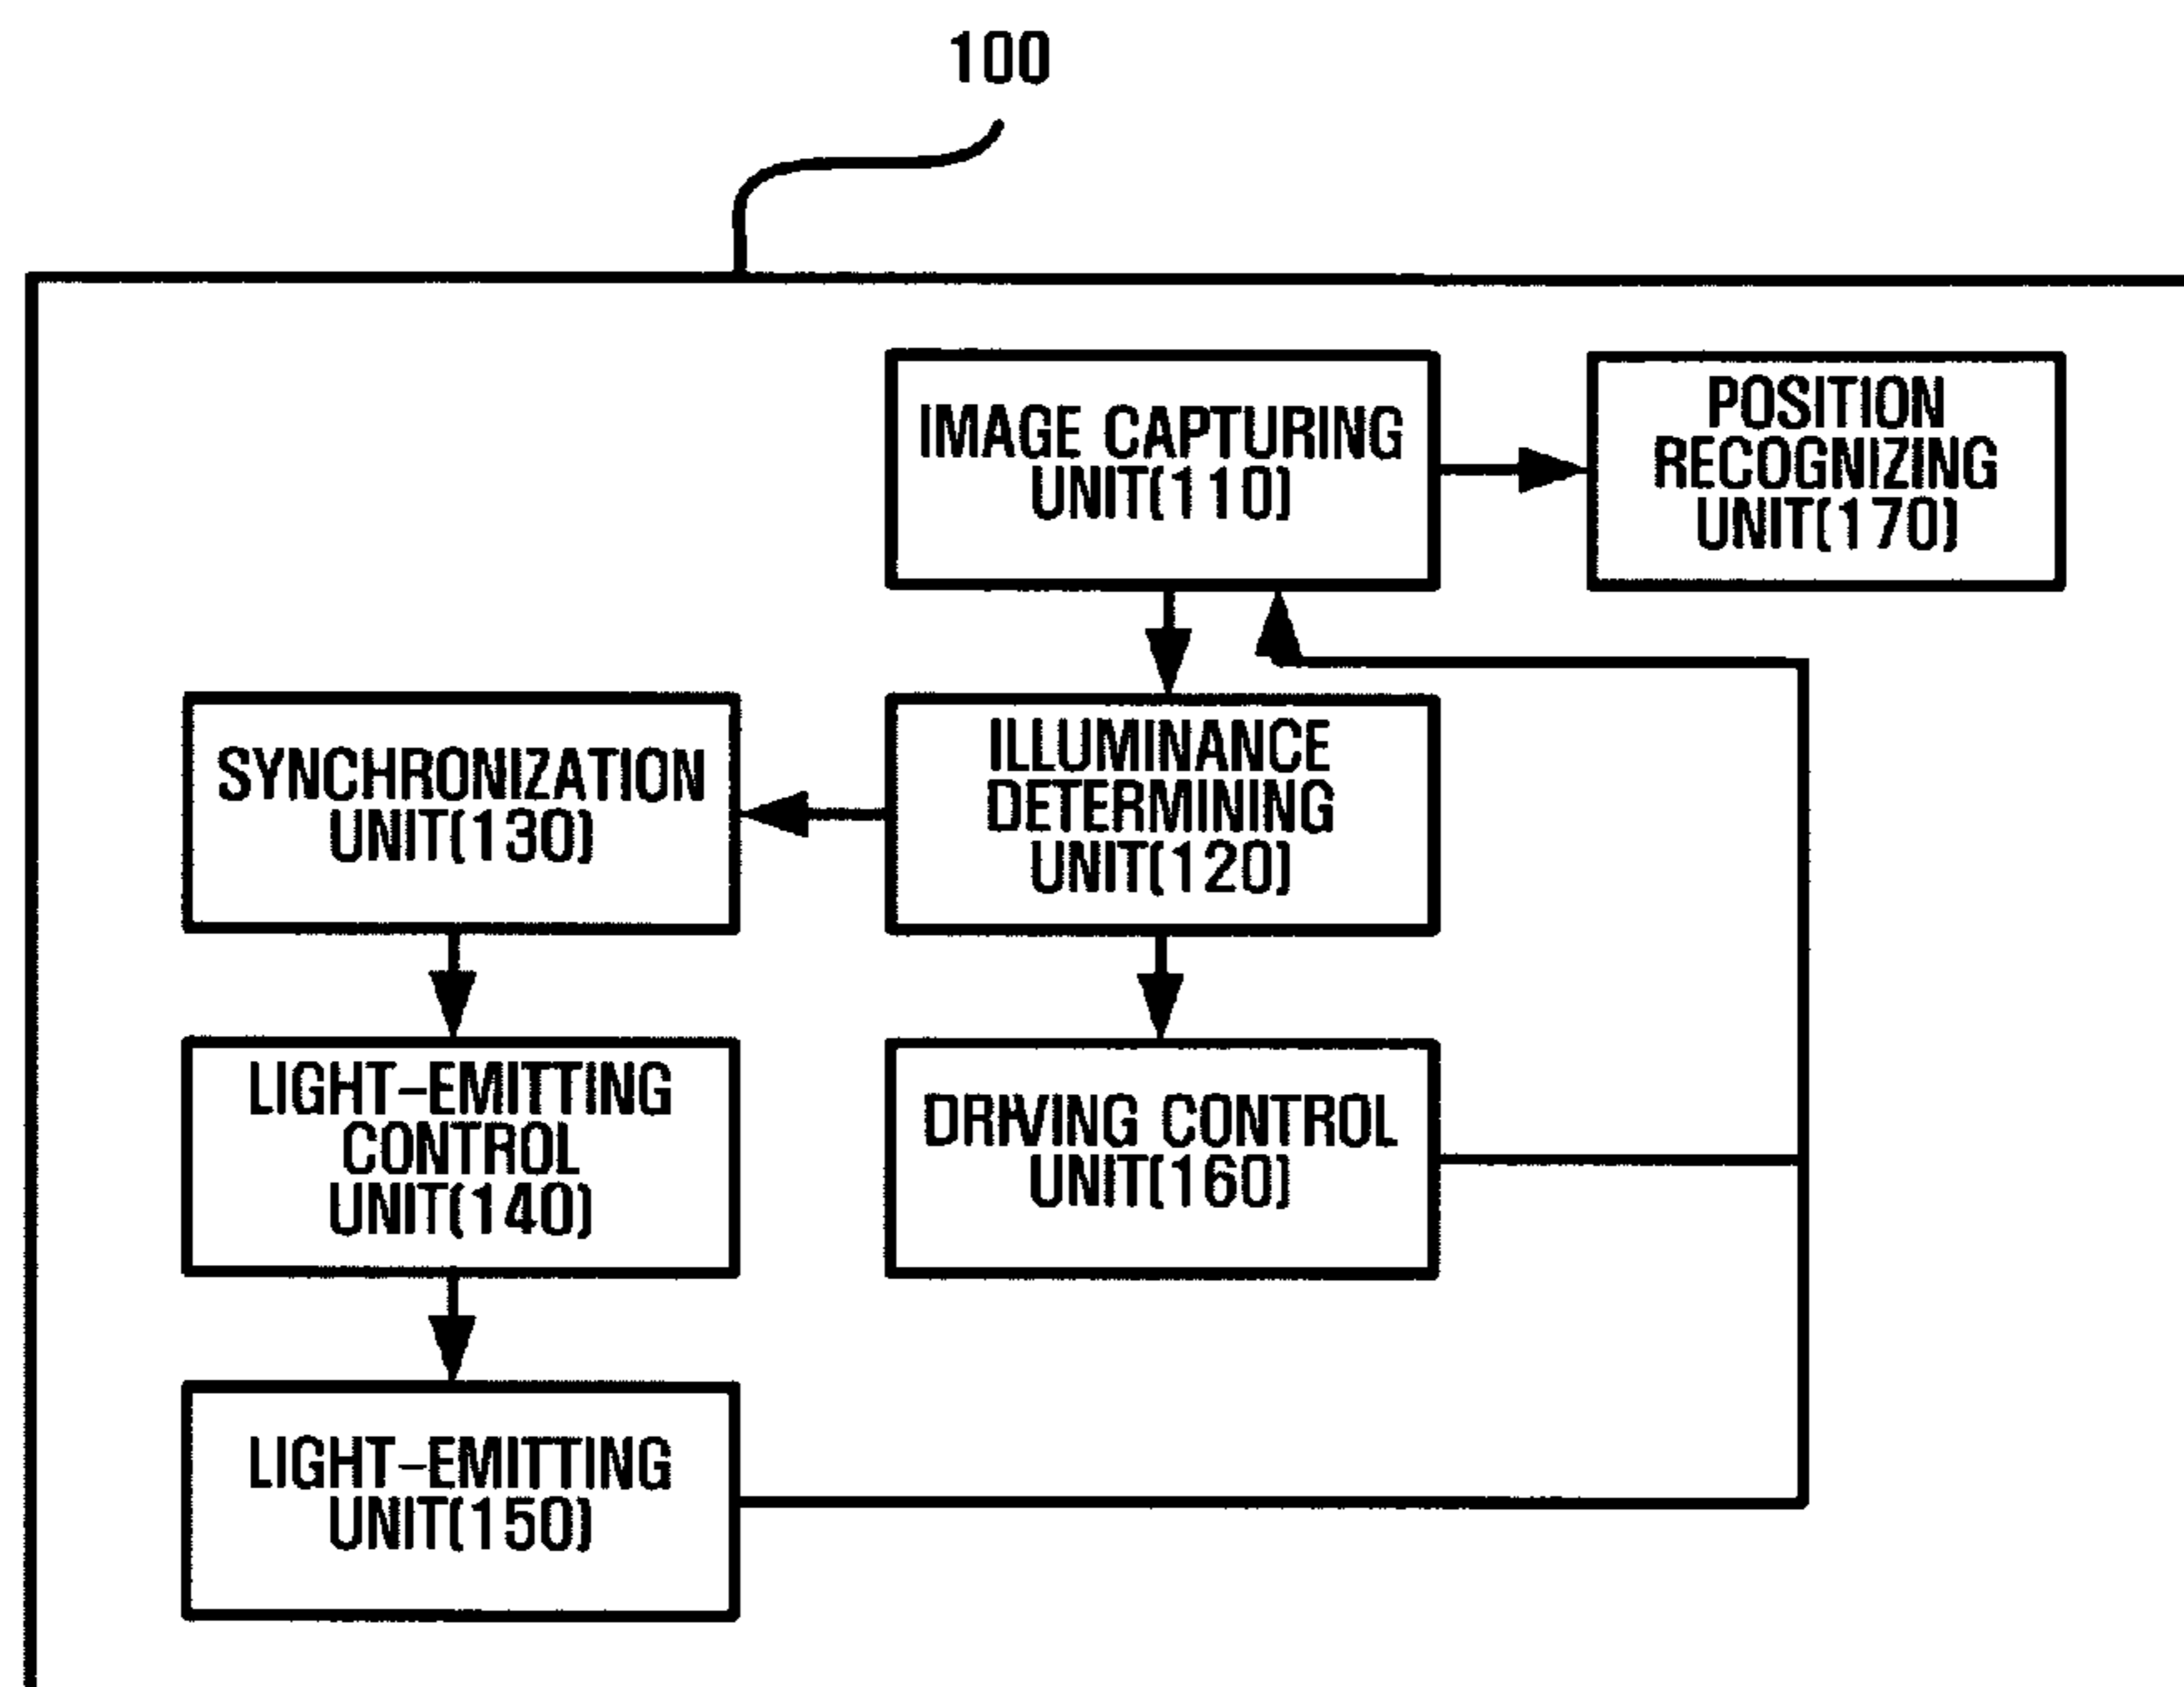 100
IMAGE CAPTURING
UNIT(110)
POSITION
RECOGNIZING
UNIT(170)
SYNCHRONIZATION
UNIT(130)
ILLUMINANCE
DETERMINING
UNIT(120)
LIGHT-EMITTING
CONTROL
UNIT(140)
DRIVING CONTROL
UNIT(160)
LIGHT-EMITTING
UNIT(150)